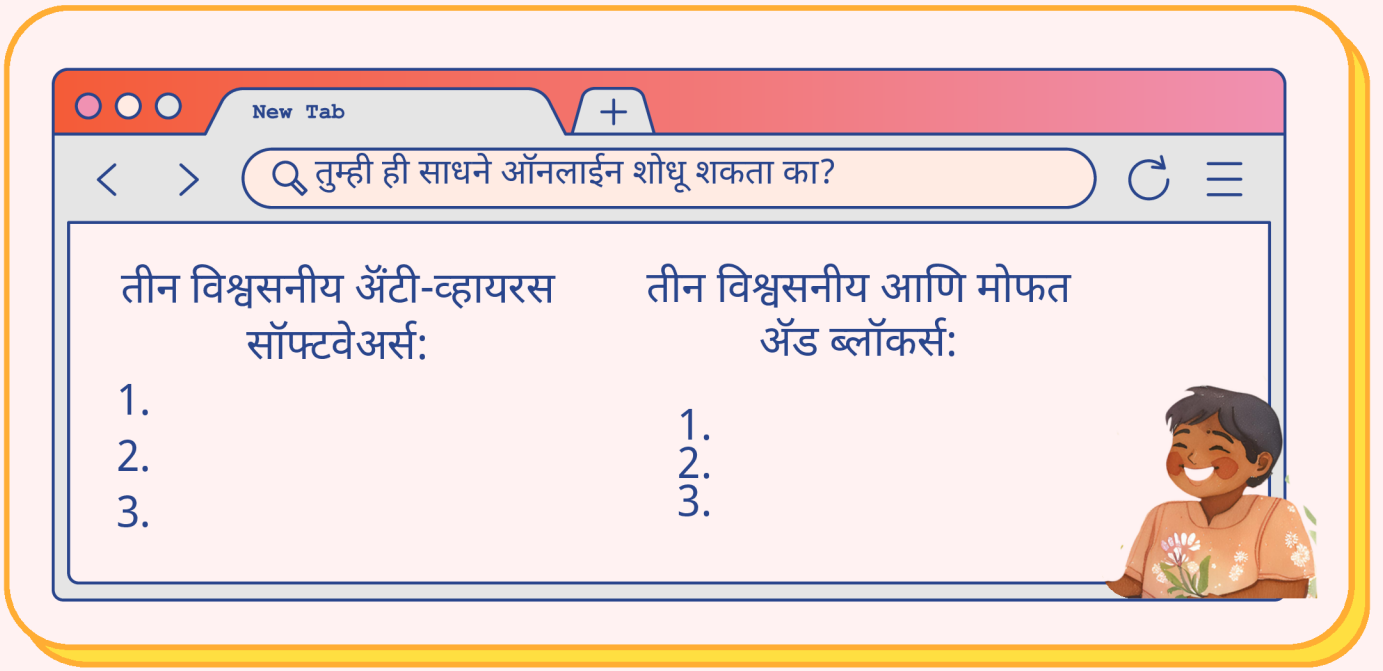 New Tab
तुम्ही ही साधने ऑनलाईन शोधू शकता का?
तीन विश्वसनीय अँटी-व्हायरस
सॉफ्टवेअर्स:
1.
2.
3.
तीन विश्वसनीय आणि मोफत
ॲड ब्लॉकर्स:
1.
2.
3.